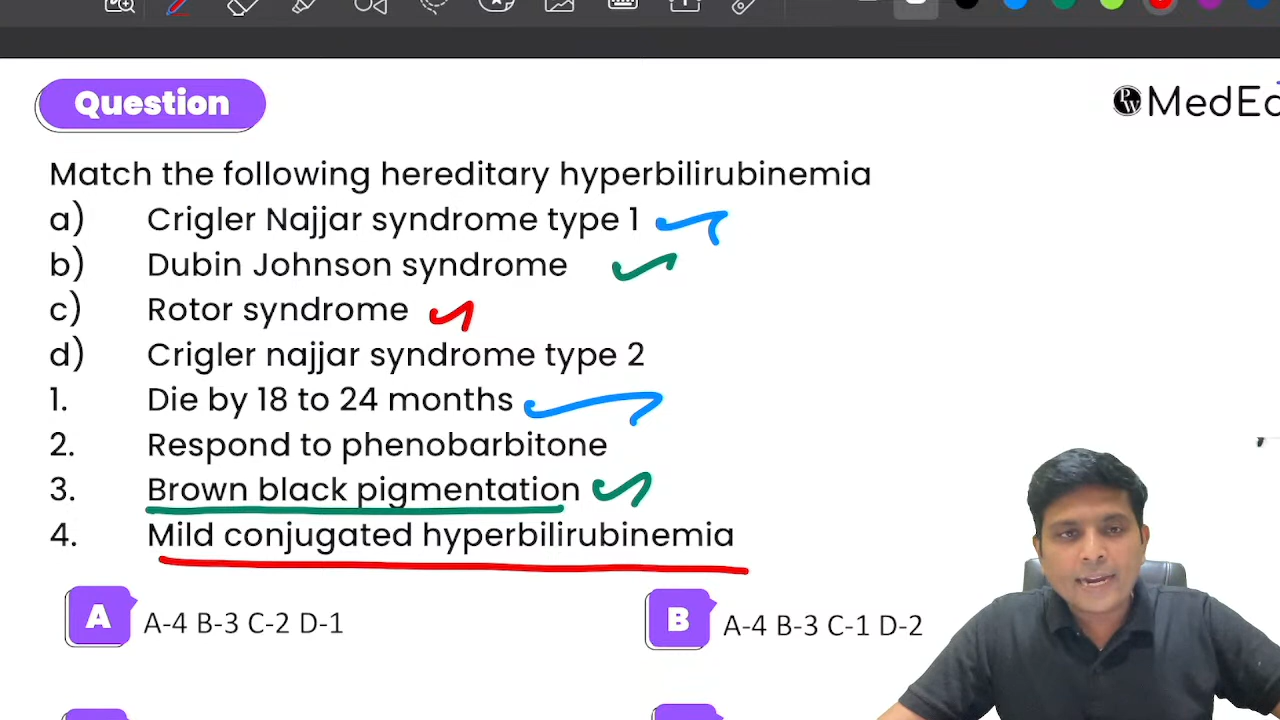 Question
PW MedEd
Match the following hereditary hyperbilirubinemia
a) Crigler Najjar syndrome type 1
b) Dubin Johnson syndrome
c) Rotor syndrome
d) Crigler najjar syndrome type 2
1. Die by 18 to 24 months
2. Respond to phenobarbitone
3. Brown black pigmentation
4. Mild conjugated hyperbilirubinemia
A A-4 B-3 C-2 D-1
B A-4 B-3 C-1 D-2